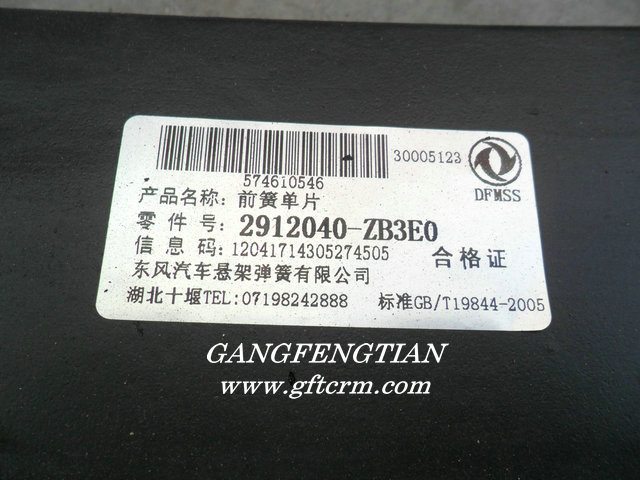 30005123
574610546
DFMSS
产品名称: 前簧单片
零件号: 2912040-ZB3E0
信息码: 12041714305274505
合格证
东风汽车悬架弹簧有限公司
湖北十堰TEL:07198242888 标准GB/T19844-2005
GANGFENGTIAN
www.gftcrm.com